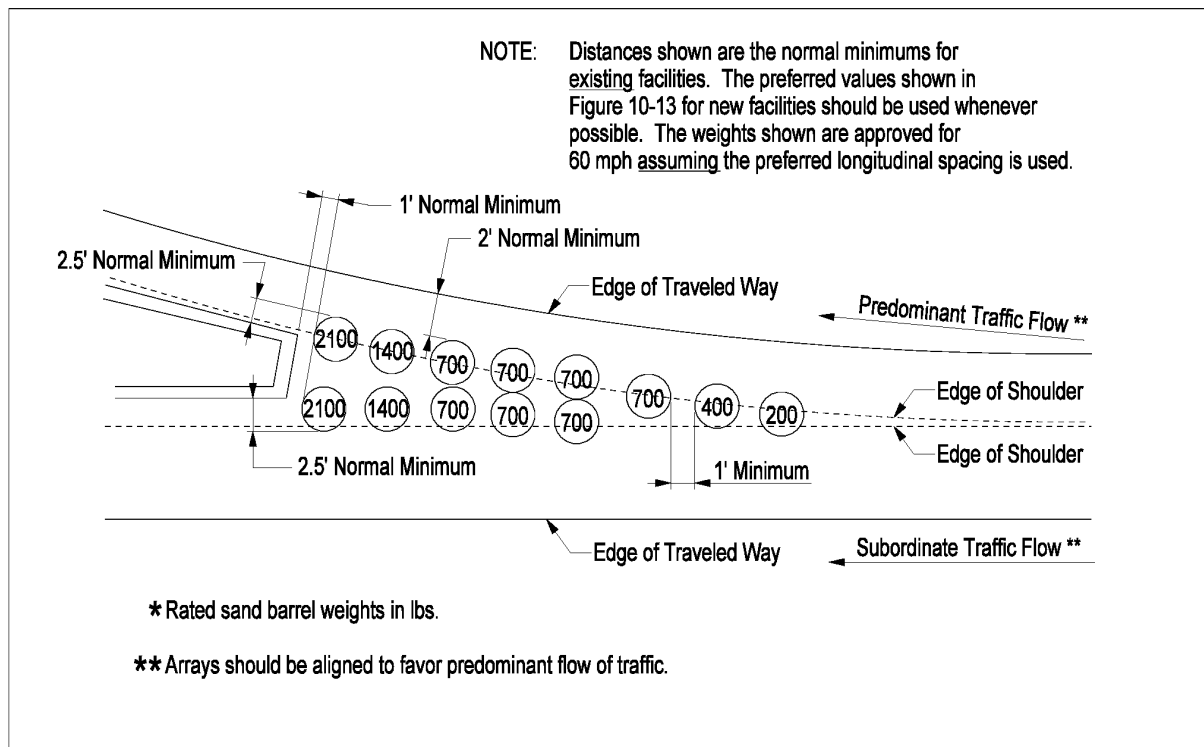 NOTE: Distances shown are the normal minimums for
existing facilities. The preferred values shown in
Figure 10-13 for new facilities should be used whenever
possible. The weights shown are approved for
60 mph assuming the preferred longitudinal spacing is used.
1' Normal Minimum
2' Normal Minimum
2.5' Normal Minimum
Edge of Traveled Way
Predominant Traffic Flow **
2100 1400 700 700 700 700 400 200
Edge of Shoulder
2100 1400 700 700 700
Edge of Shoulder
2.5' Normal Minimum
1' Minimum
Edge of Traveled Way
Subordinate Traffic Flow **
* Rated sand barrel weights in lbs.
** Arrays should be aligned to favor predominant flow of traffic.